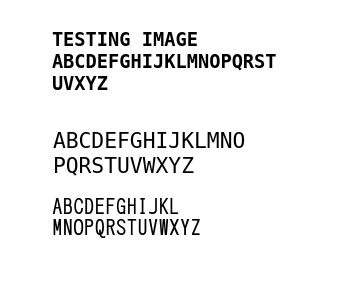 TESTING IMAGE
ABCDEFGHIJKLMNOPQRST
UVXYZ
ABCDEFGHIJKLMNO
PQRSTUVWXYZ
ABCDEFGHIJKL
MNOPQRSTUVWXYZ